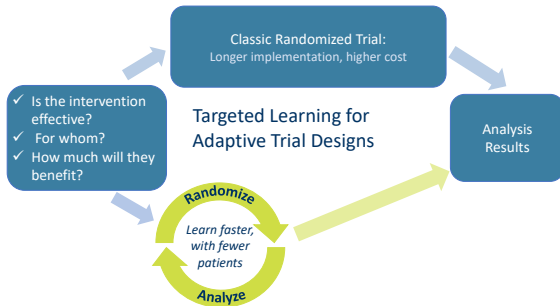 Classic Randomized Trial:
Longer implementation, higher cost
✓ Is the intervention
effective?
✓ For whom?
✓ How much will they
benefit?
Targeted Learning for
Adaptive Trial Designs
Analysis
Results
Randomize
Learn faster,
with fewer
patients
Analyze